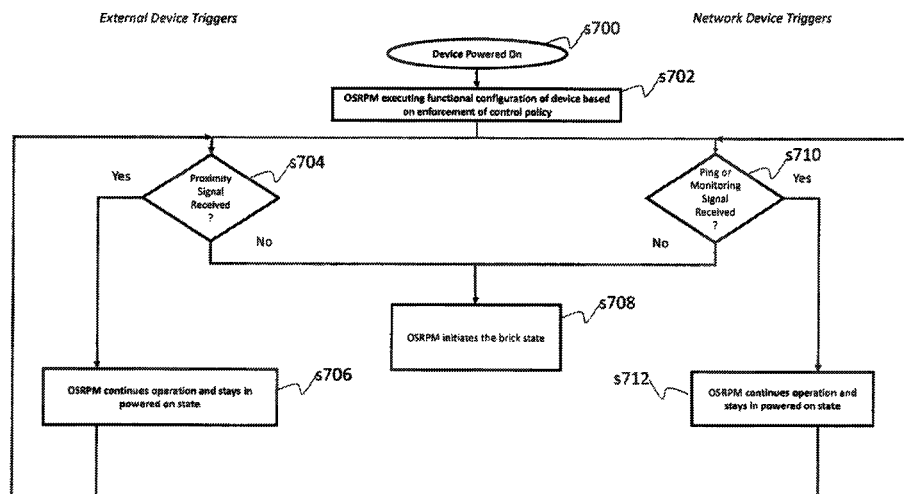 External Device Triggers
Network Device Triggers
s700
Device Powered On
s702
OSRPM executing functional configuration of device based
on enforcement of control policy
s704
s710
Yes
Proximity
Signal
Received
?
Ping or
Monitoring
Signal
Received
?
Yes
No
No
s708
OSRPM initiates the brick state
s706
s712
OSRPM continues operation and stays in
powered on state
OSRPM continues operation and
stays in powered on state